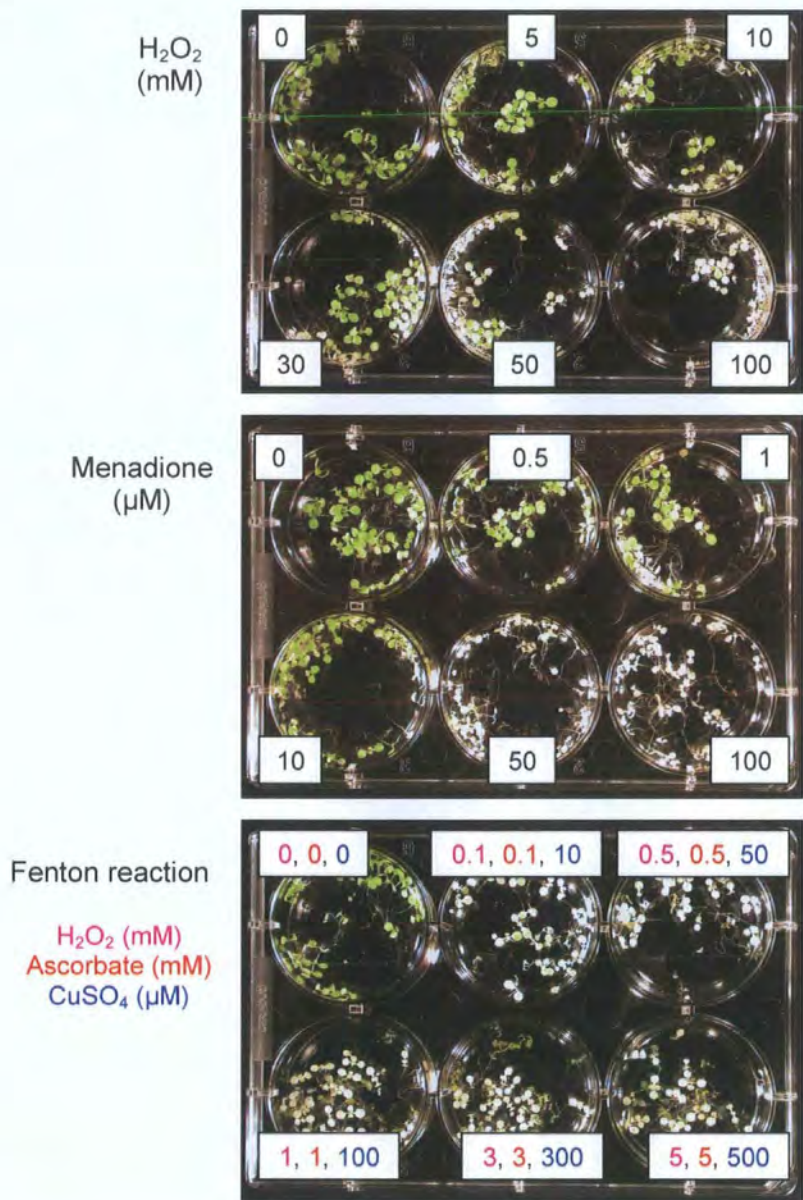 H₂O₂
(mM)
0
5
10
30
50
100
Menadione
(µM)
0
0.5
1
10
50
100
Fenton reaction
H₂O₂ (mM)
Ascorbate (mM)
CuSO₄ (µM)
0, 0, 0
0.1, 0.1, 10
0.5, 0.5, 50
1, 1, 100
3, 3, 300
5, 5, 500